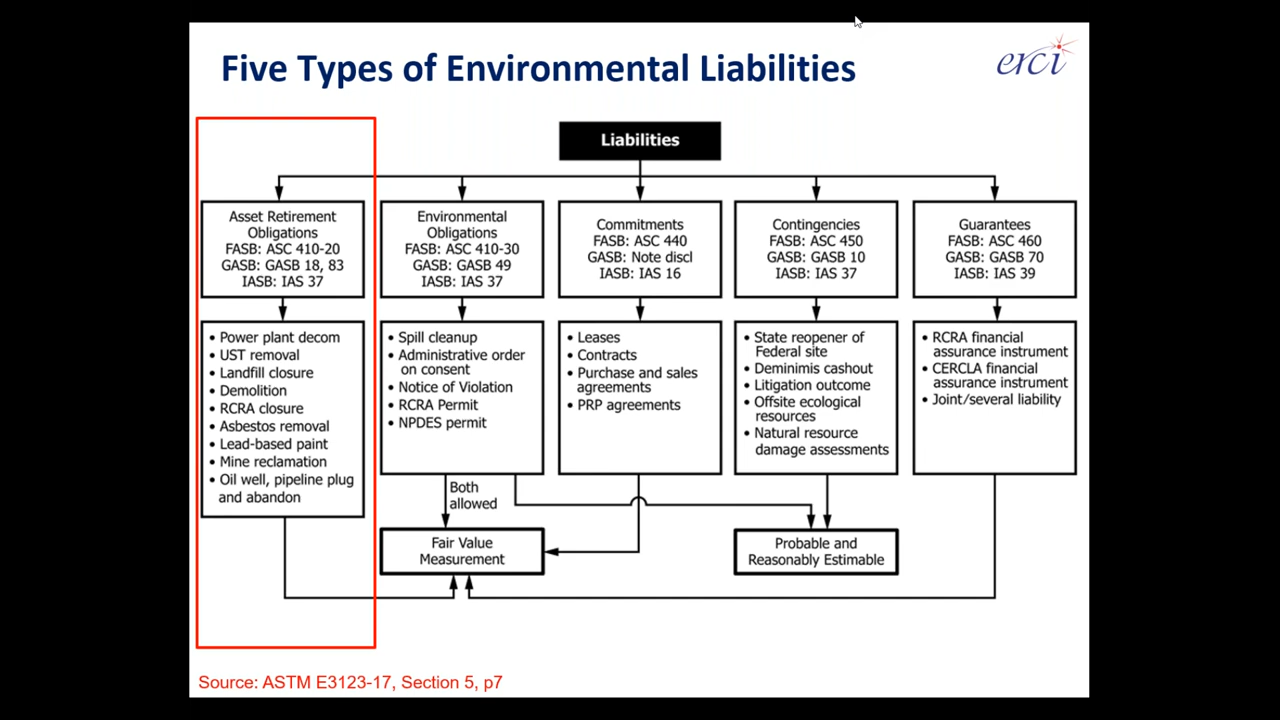 Five Types of Environmental Liabilities
erci
Liabilities
Asset Retirement
Obligations
FASB: ASC 410-20
GASB: GASB 18, 83
IASB: IAS 37
Environmental
Obligations
FASB: ASC 410-30
GASB: GASB 49
IASB: IAS 37
Commitments
FASB: ASC 440
GASB: Note discl
IASB: IAS 16
Contingencies
FASB: ASC 450
GASB: GASB 10
IASB: IAS 37
Guarantees
FASB: ASC 460
GASB: GASB 70
IASB: IAS 39
• Power plant decom
• UST removal
• Landfill closure
• Demolition
• RCRA closure
• Asbestos removal
• Lead-based paint
• Mine reclamation
• Oil well, pipeline plug
and abandon
• Spill cleanup
• Administrative order
on consent
• Notice of Violation
• RCRA Permit
• NPDES permit
• Leases
• Contracts
• Purchase and sales
agreements
• PRP agreements
• State reopener of
Federal site
• Deminimis cashout
• Litigation outcome
• Offsite ecological
resources
• Natural resource
damage assessments
• RCRA financial
assurance instrument
• CERCLA financial
assurance instrument
• Joint/several liability
Both
allowed
Fair Value
Measurement
Probable and
Reasonably Estimable
Source: ASTM E3123-17, Section 5, p7